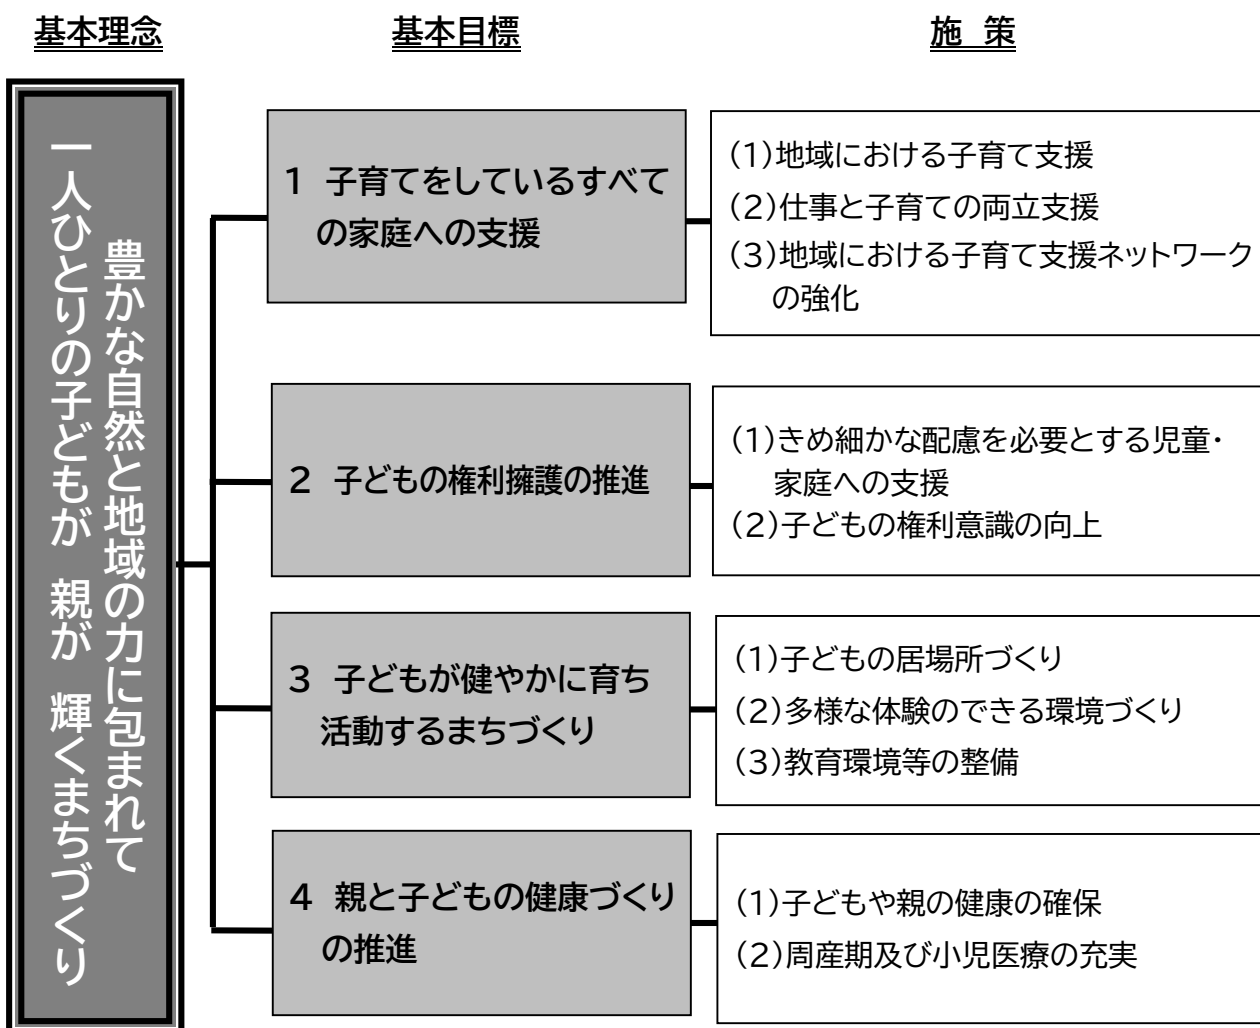 基本理念
基本目標
施 策
豊かな自然と地域の力に包まれて
一人ひとりの子どもが 親が 輝くまちづくり
1 子育てをしているすべて
の家庭への支援
(1)地域における子育て支援
(2)仕事と子育ての両立支援
(3)地域における子育て支援ネットワーク
の強化
2 子どもの権利擁護の推進
(1)きめ細かな配慮を必要とする児童・
家庭への支援
(2)子どもの権利意識の向上
3 子どもが健やかに育ち
活動するまちづくり
(1)子どもの居場所づくり
(2)多様な体験のできる環境づくり
(3)教育環境等の整備
4 親と子どもの健康づくり
の推進
(1)子どもや親の健康の確保
(2)周産期及び小児医療の充実